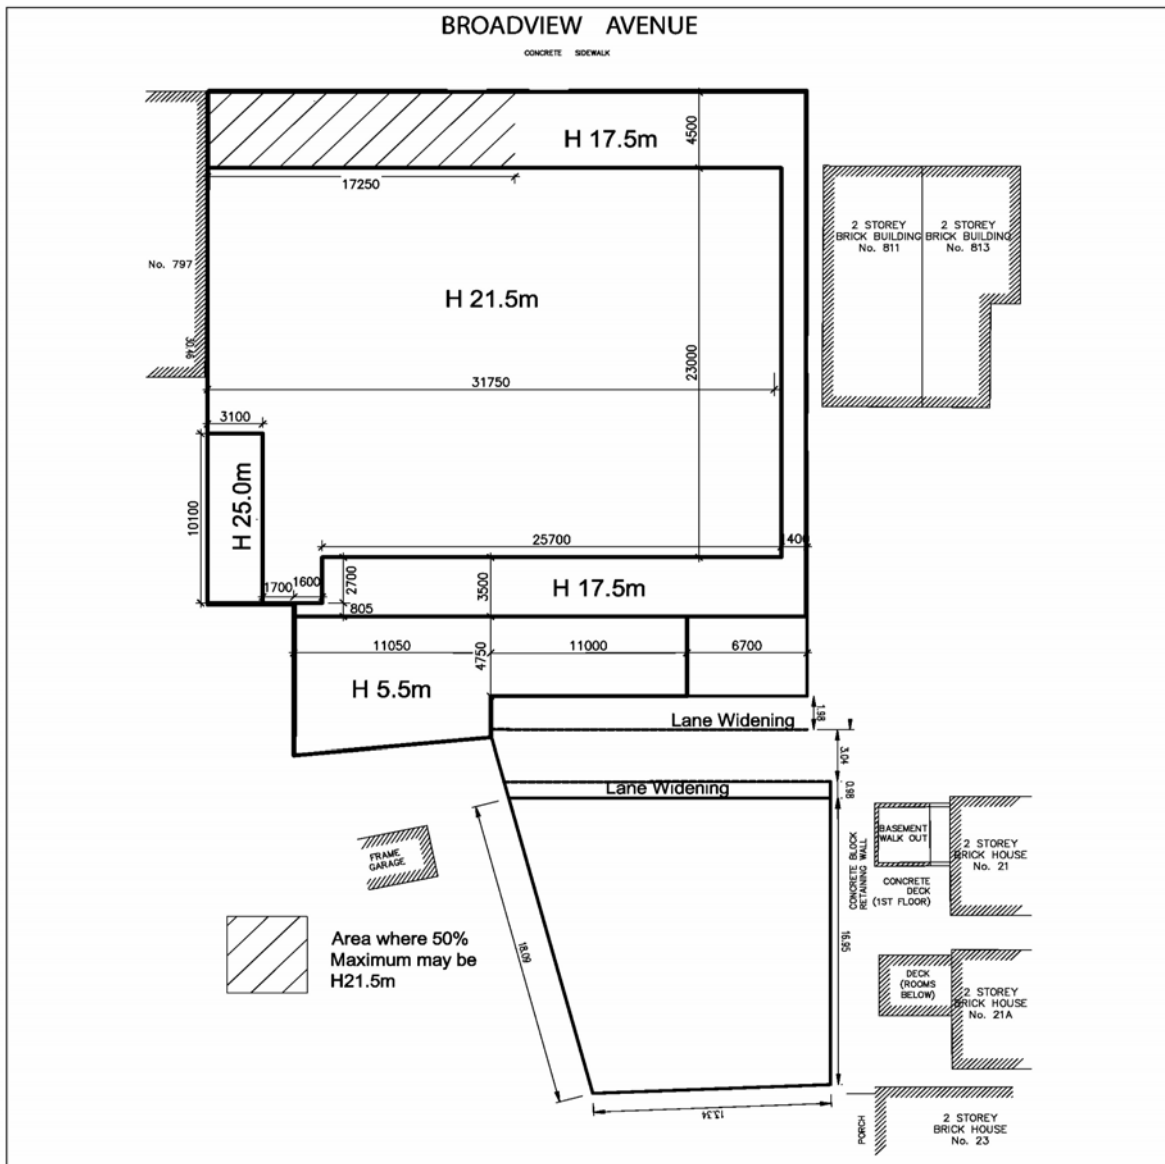 BROADVIEW AVENUE
CONCRETE SIDEWALK
H 17.5m
4500
17250
2 STOREY
BRICK BUILDING
No. 811
2 STOREY
BRICK BUILDING
No. 813
No. 797
30.46
H 21.5m
31750
23000
3100
10100
H 25.0m
25700
1400
1700
1600
2700
3500
H 17.5m
805
11050
4750
11000
6700
H 5.5m
1.98
Lane Widening
3.04
Lane Widening
0.98
FRAME
GARAGE
CONCRETE BLOCK
RETAINING WALL
BASEMENT
WALK OUT
2 STOREY
BRICK HOUSE
No. 21
CONCRETE
DECK
(1ST FLOOR)
Area where 50%
Maximum may be
H21.5m
18.09
16.95
DECK
(ROOMS
BELOW)
2 STOREY
BRICK HOUSE
No. 21A
13.34
PORCH
2 STOREY
BRICK HOUSE
No. 23